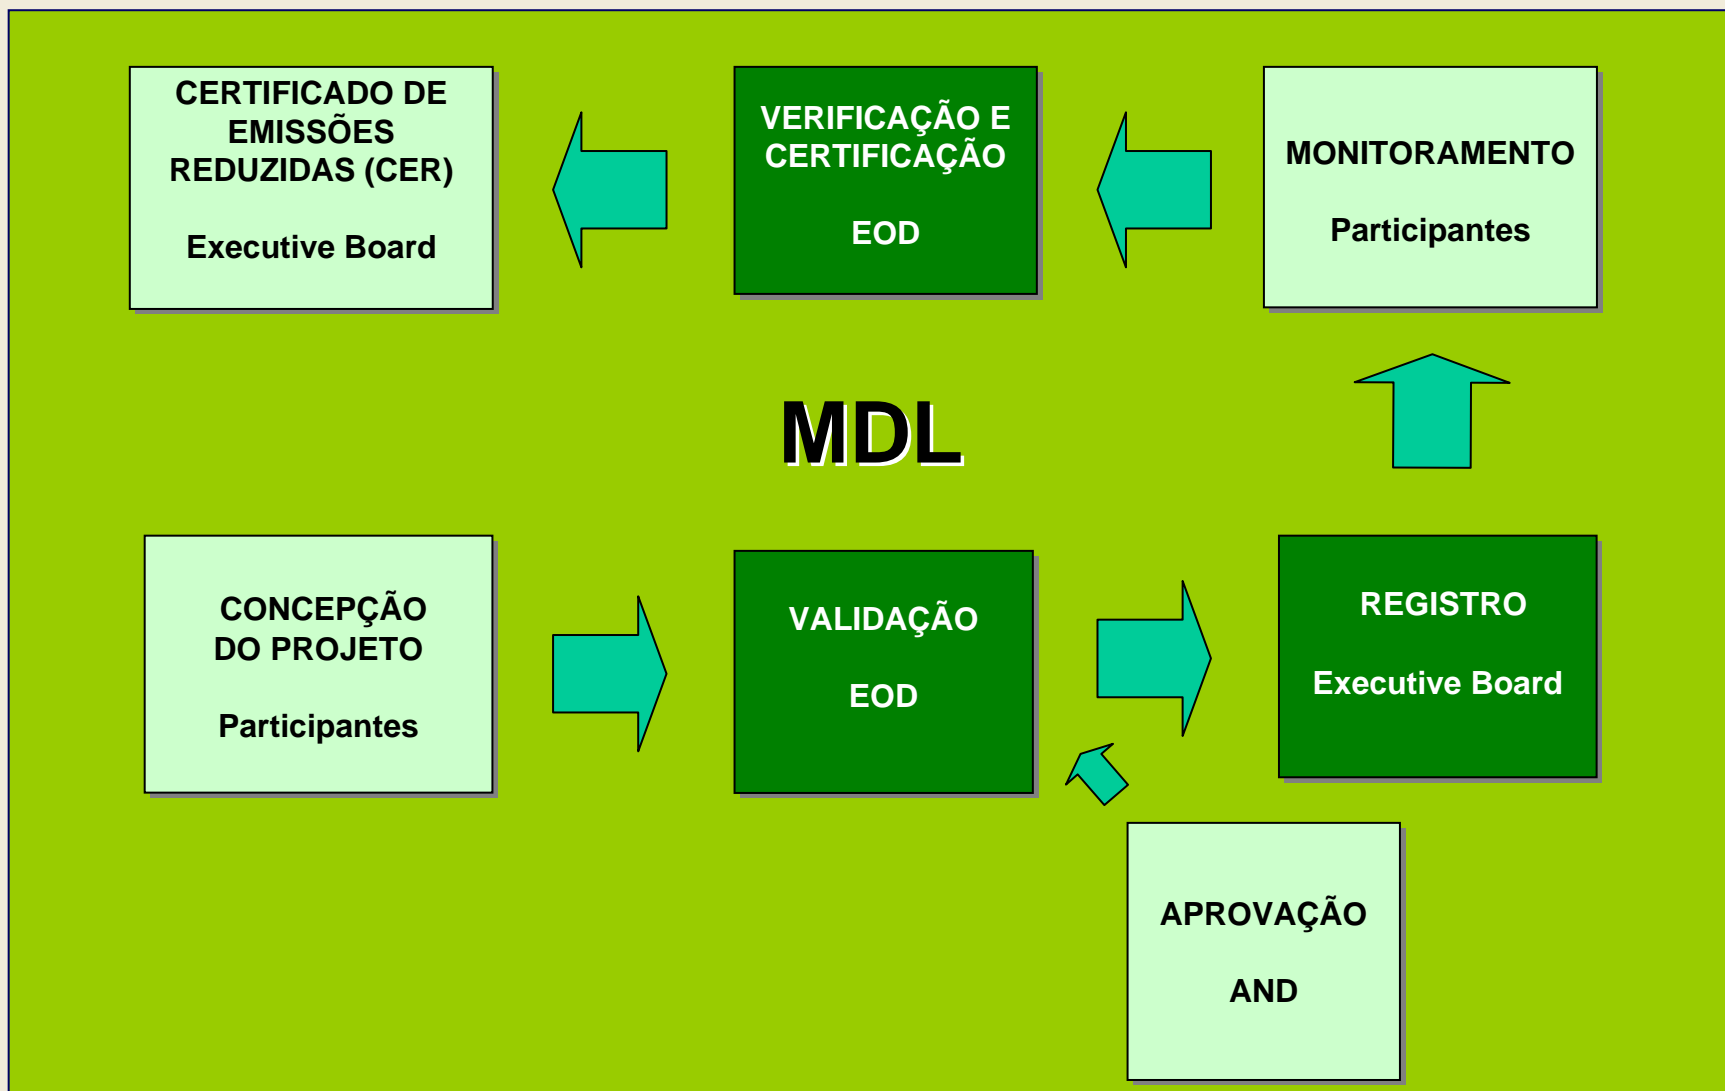 CERTIFICADO DE
EMISSÕES
REDUZIDAS (CER)
Executive Board
VERIFICAÇÃO E
CERTIFICAÇÃO
EOD
MONITORAMENTO
Participantes
MDL
CONCEPÇÃO
DO PROJETO
Participantes
VALIDAÇÃO
EOD
REGISTRO
Executive Board
APROVAÇÃO
AND